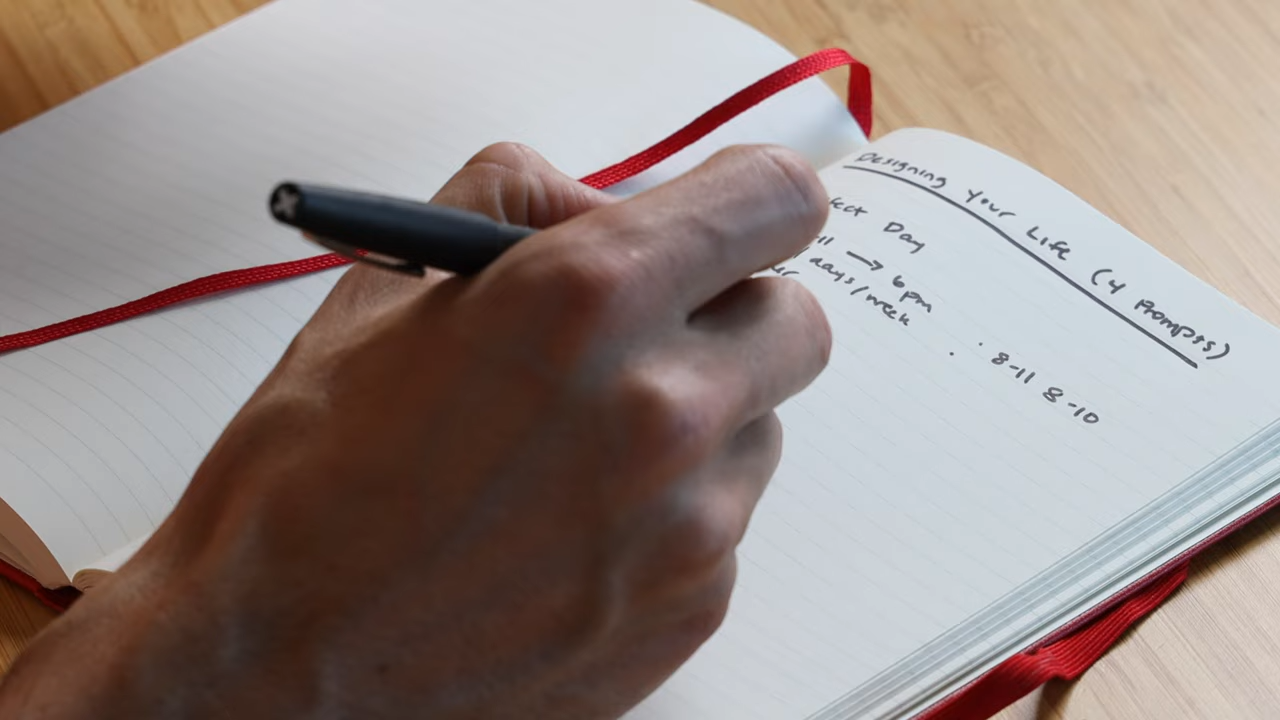 Designing Your Life (4 Prompts)
Day
→ 6pm
days/week
8-11 8-10